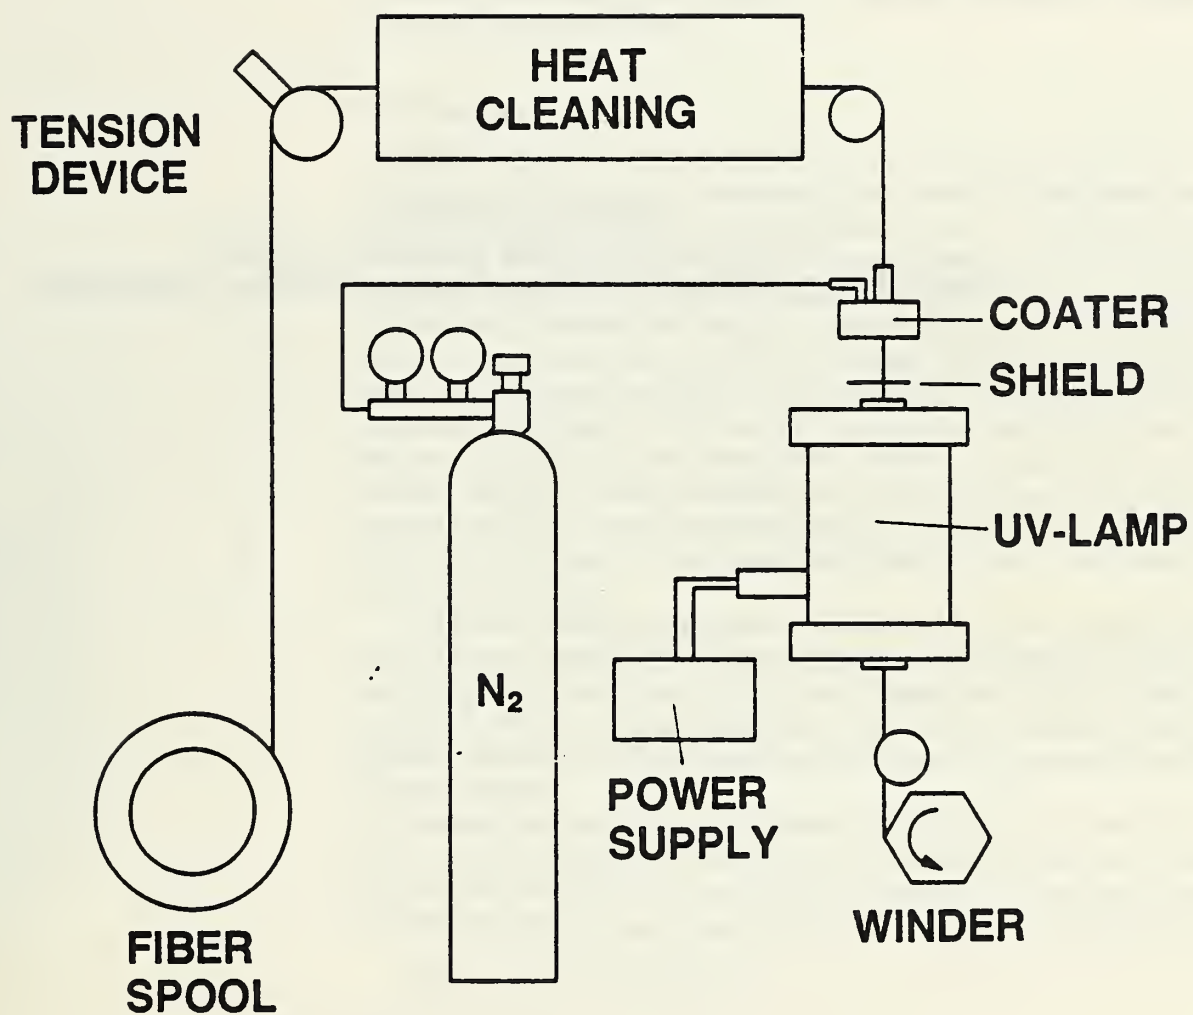 HEAT
CLEANING
TENSION
DEVICE
COATER
SHIELD
UV-LAMP
N₂
POWER
SUPPLY
WINDER
FIBER
SPOOL